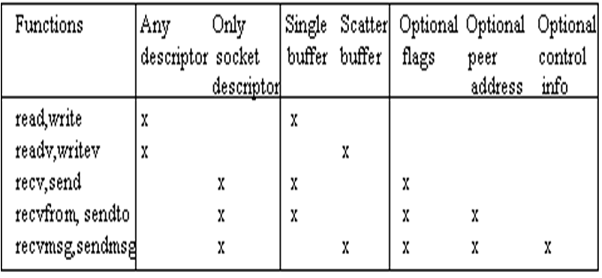 Functions Any Only Single Scatter Optional Optional Optional
descriptor socket buffer buffer flags peer control
descriptor address info
read,write x x
readv,writev x x
recv,send x x x
recvfrom, sendto x x x x
recvmsg,sendmsg x x x x x